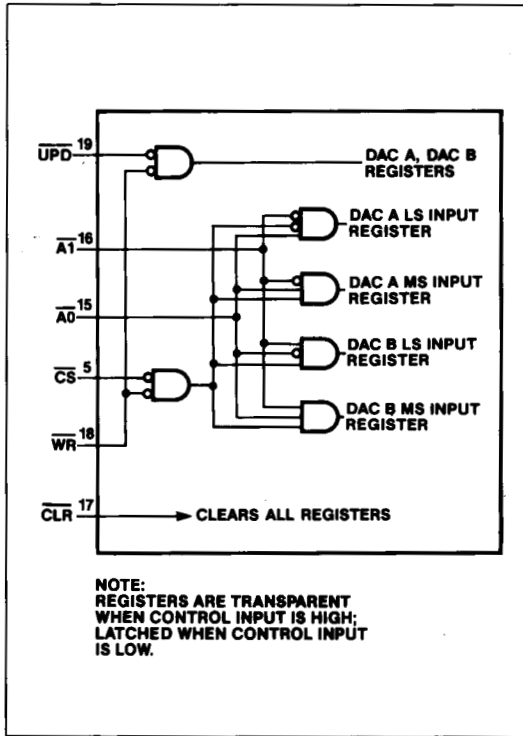 UPD 19
DAC A, DAC B
REGISTERS
DAC A LS INPUT
REGISTER
A1 16
DAC A MS INPUT
REGISTER
A0 15
DAC B LS INPUT
REGISTER
CS 5
DAC B MS INPUT
REGISTER
WR 18
CLR 17
CLEARS ALL REGISTERS
NOTE:
REGISTERS ARE TRANSPARENT
WHEN CONTROL INPUT IS HIGH;
LATCHED WHEN CONTROL INPUT
IS LOW.